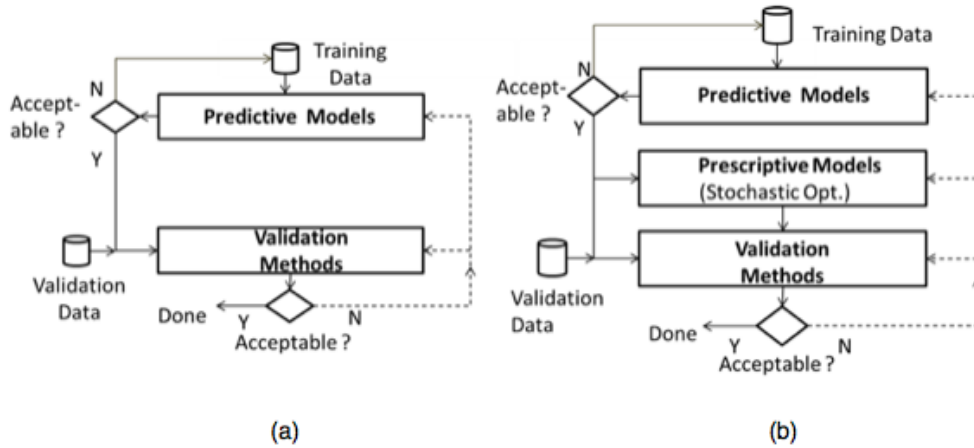 Training
Data
N
Accept-
able ?
Predictive Models
Y
Validation
Methods
Validation
Data
Done
Y
N
Acceptable ?
(a)
Training Data
N
Accept-
able ?
Predictive Models
Y
Prescriptive Models
(Stochastic Opt.)
Validation
Methods
Validation
Data
Done
Y
N
Acceptable ?
(b)